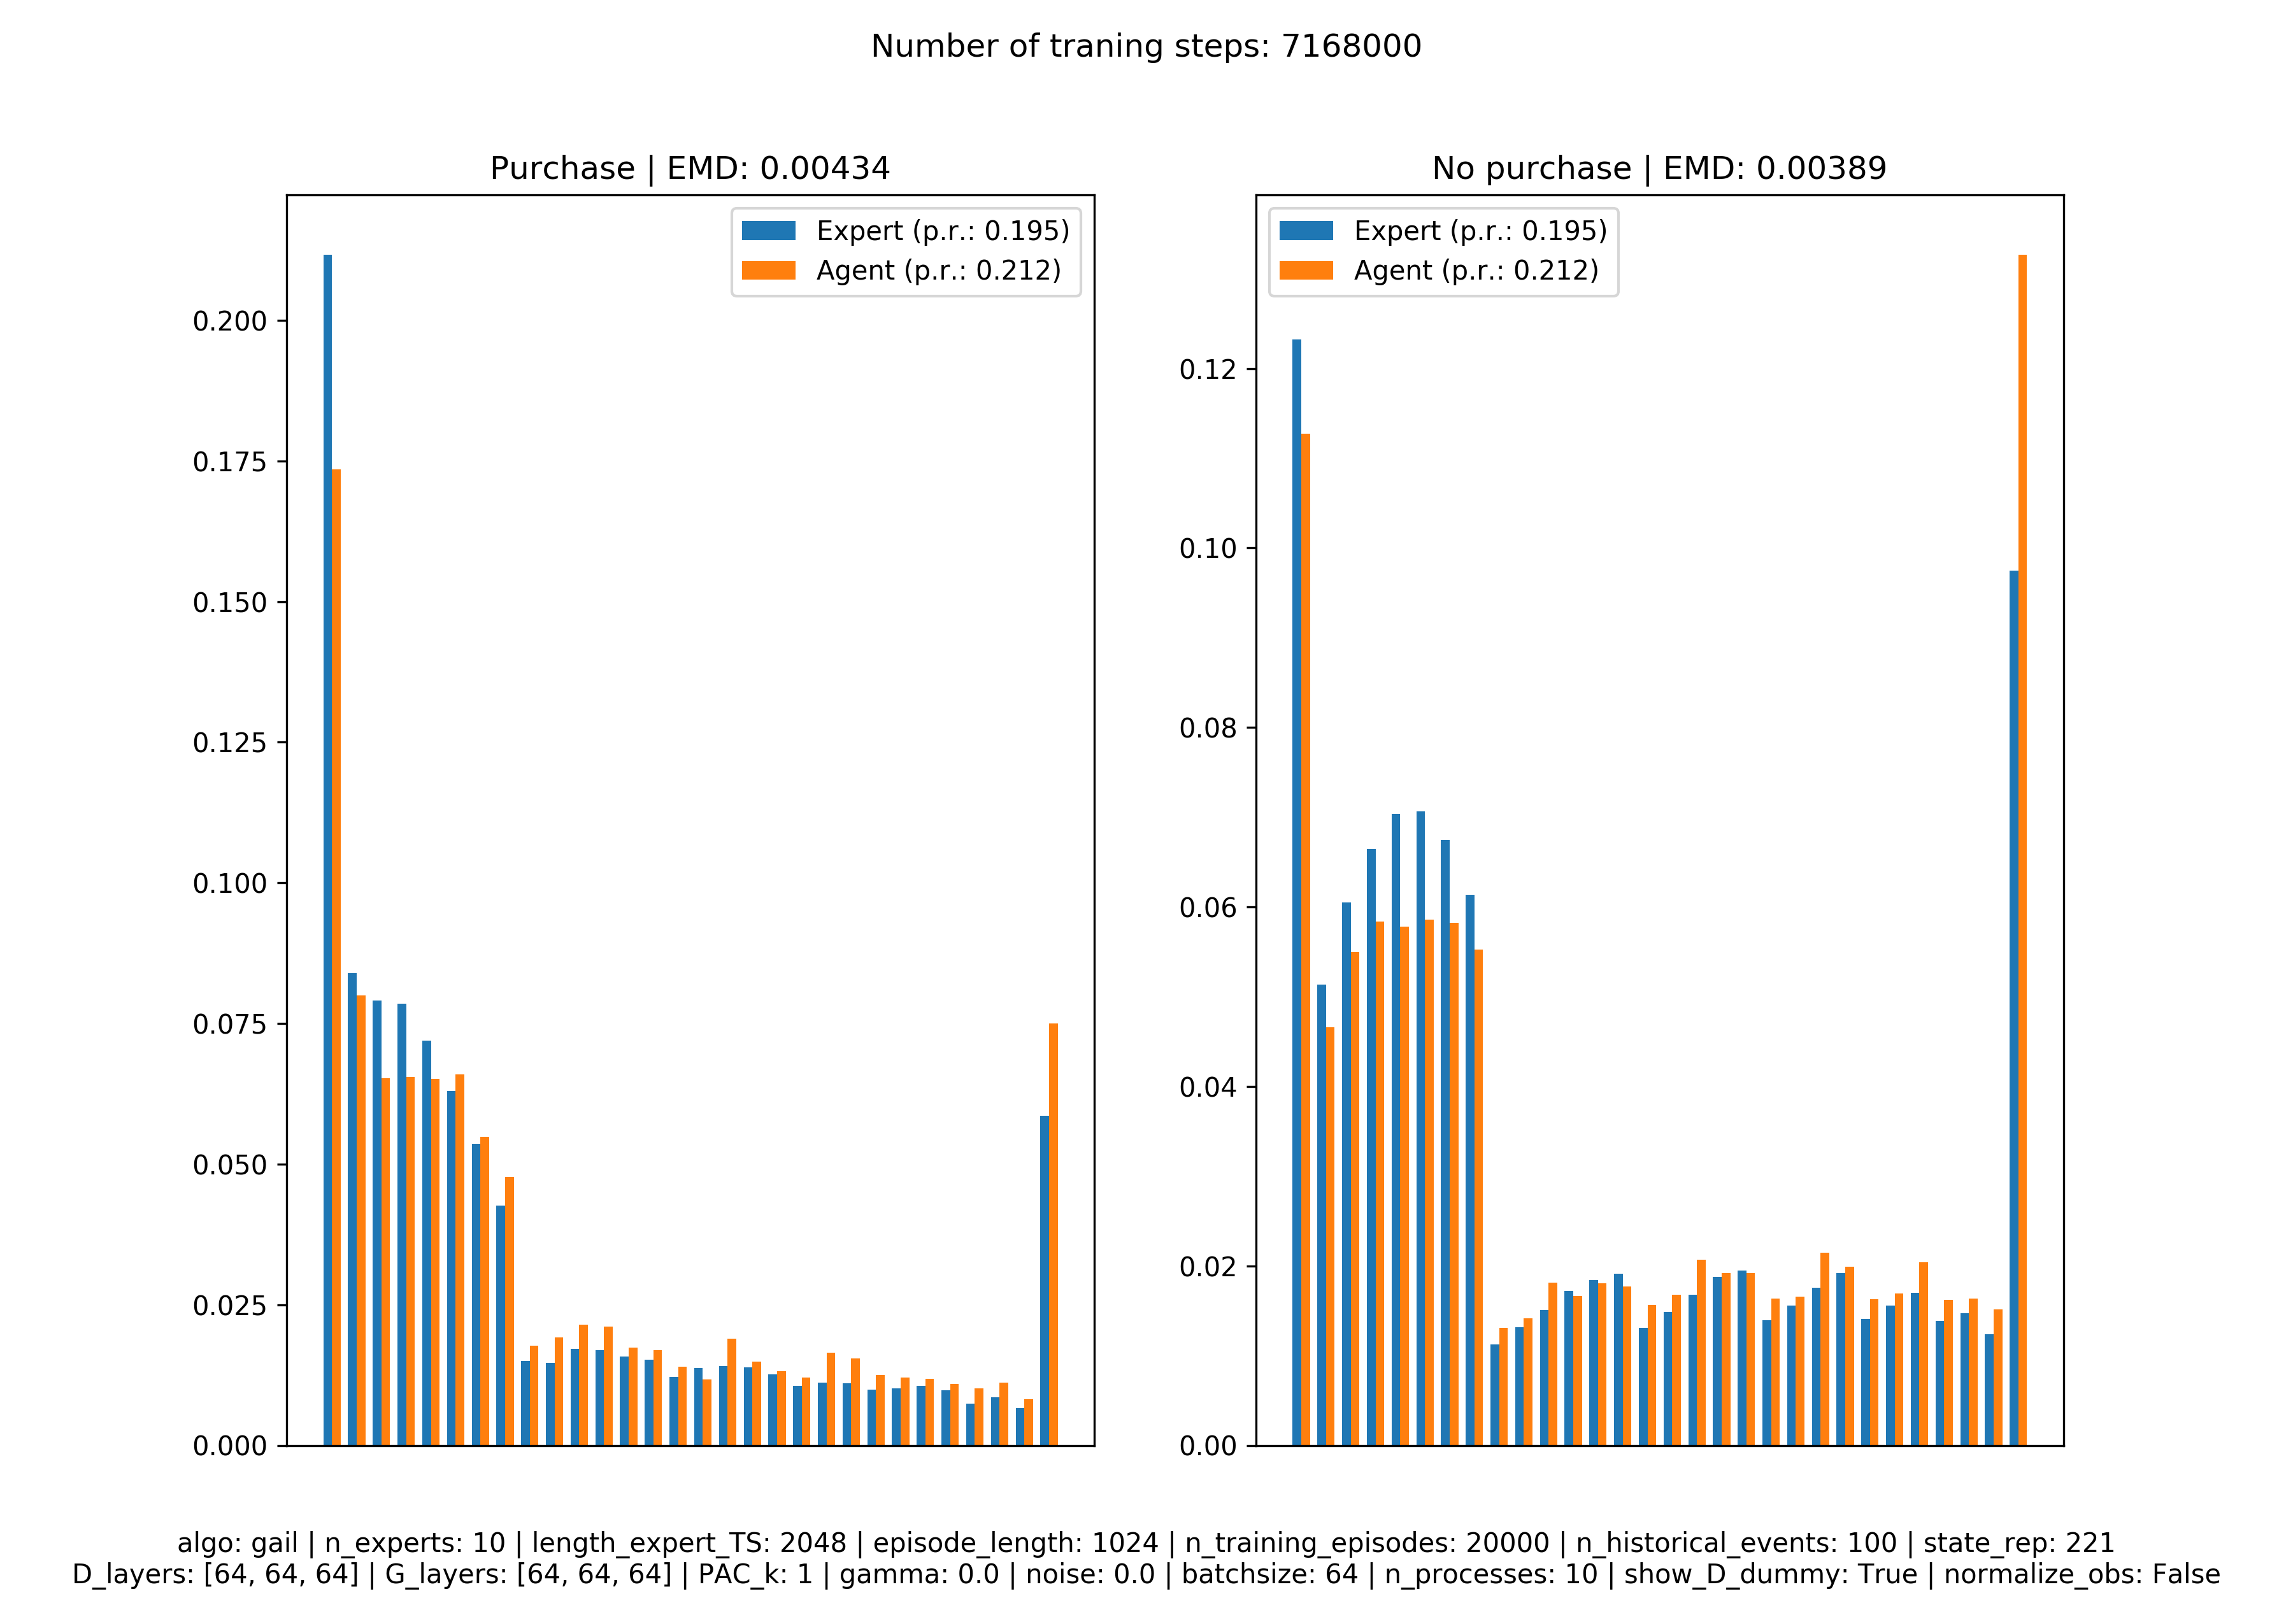 Number of traning steps: 7168000
Purchase | EMD: 0.00434
Expert (p.r.: 0.195)
Agent (p.r.: 0.212)
0.200
0.175
0.150
0.125
0.100
0.075
0.050
0.025
0.000
No purchase | EMD: 0.00389
Expert (p.r.: 0.195)
Agent (p.r.: 0.212)
0.12
0.10
0.08
0.06
0.04
0.02
0.00
algo: gail | n_experts: 10 | length_expert_TS: 2048 | episode_length: 1024 | n_training_episodes: 20000 | n_historical_events: 100 | state_rep: 221
D_layers: [64, 64, 64] | G_layers: [64, 64, 64] | PAC_k: 1 | gamma: 0.0 | noise: 0.0 | batchsize: 64 | n_processes: 10 | show_D_dummy: True | normalize_obs: False